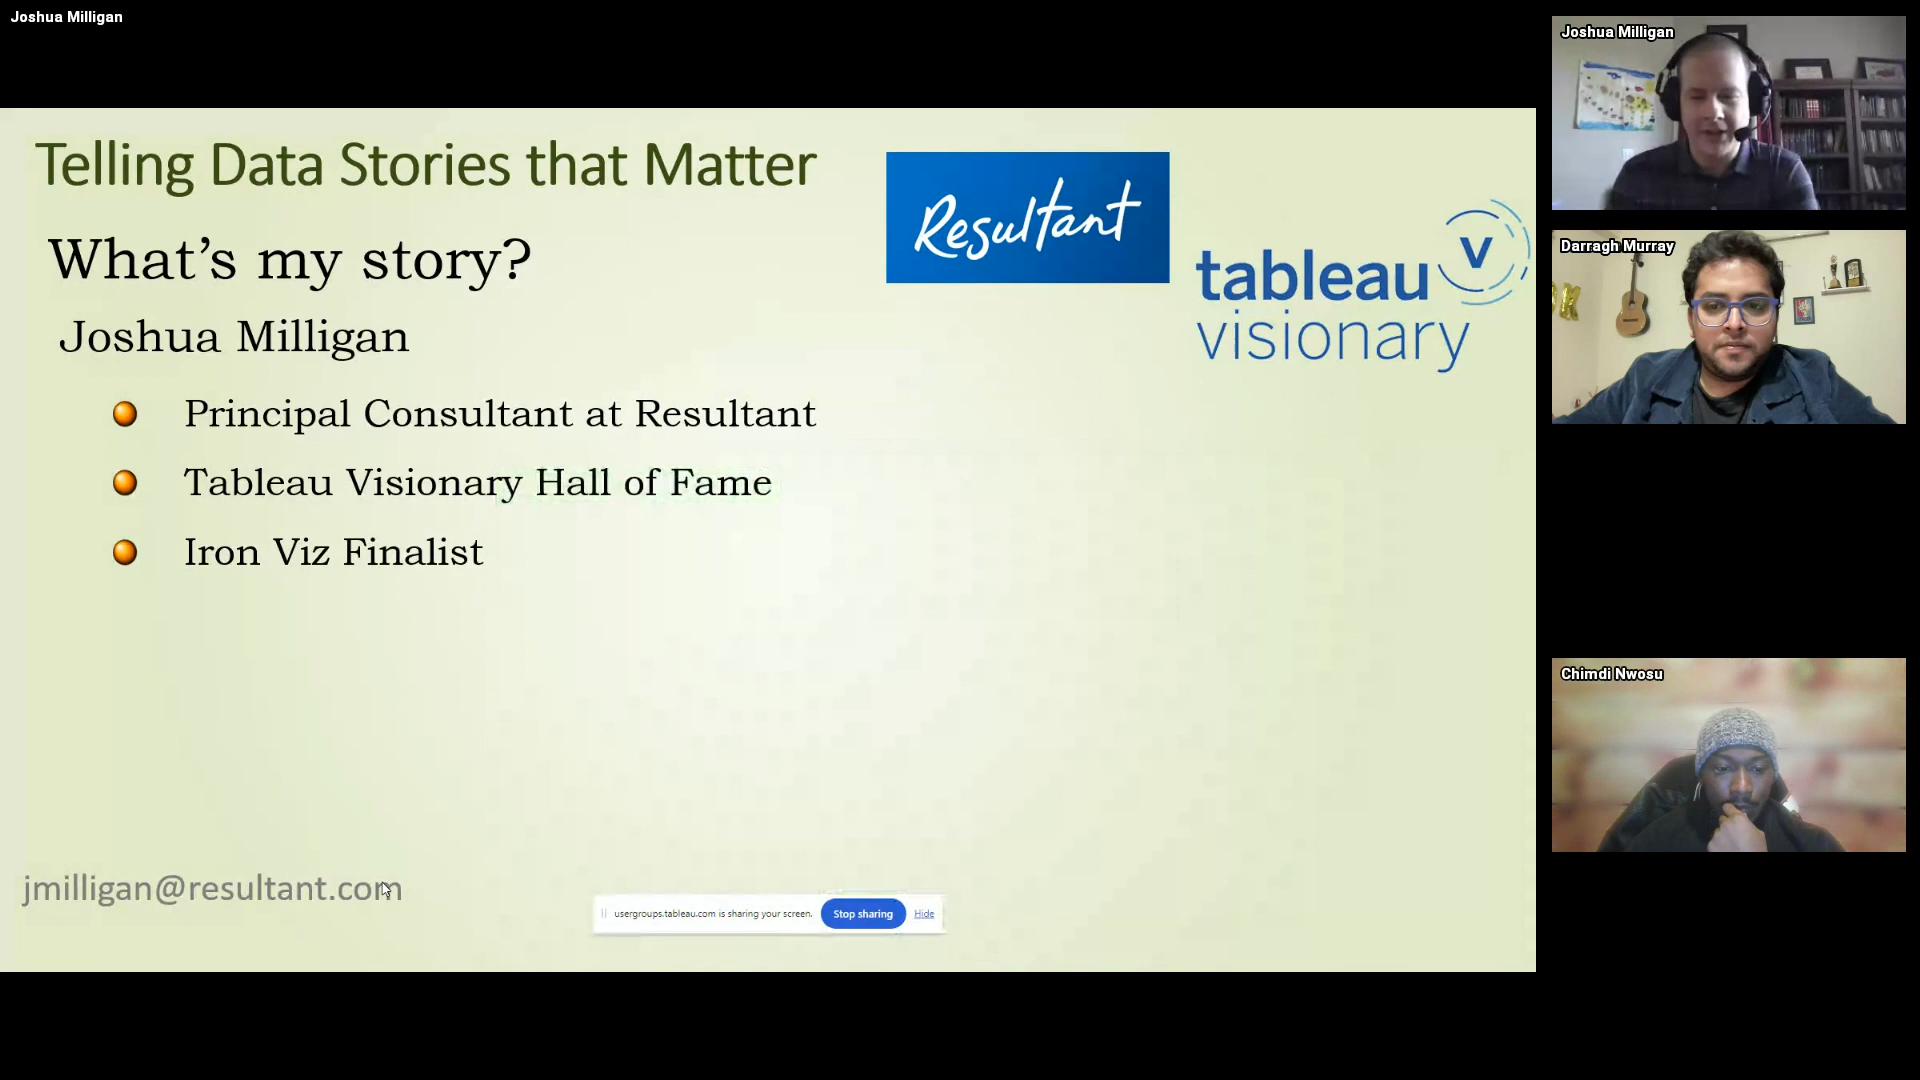 Joshua Milligan
Telling Data Stories that Matter
What's my story?
Joshua Milligan
Principal Consultant at Resultant
Tableau Visionary Hall of Fame
Iron Viz Finalist
Resultant
tableau
visionary
V
jmilligan@resultant.com
usergroups.tableau.com is sharing your screen.
Stop sharing
Hide
Joshua Milligan
Darragh Murray
Chimdi Nwosu